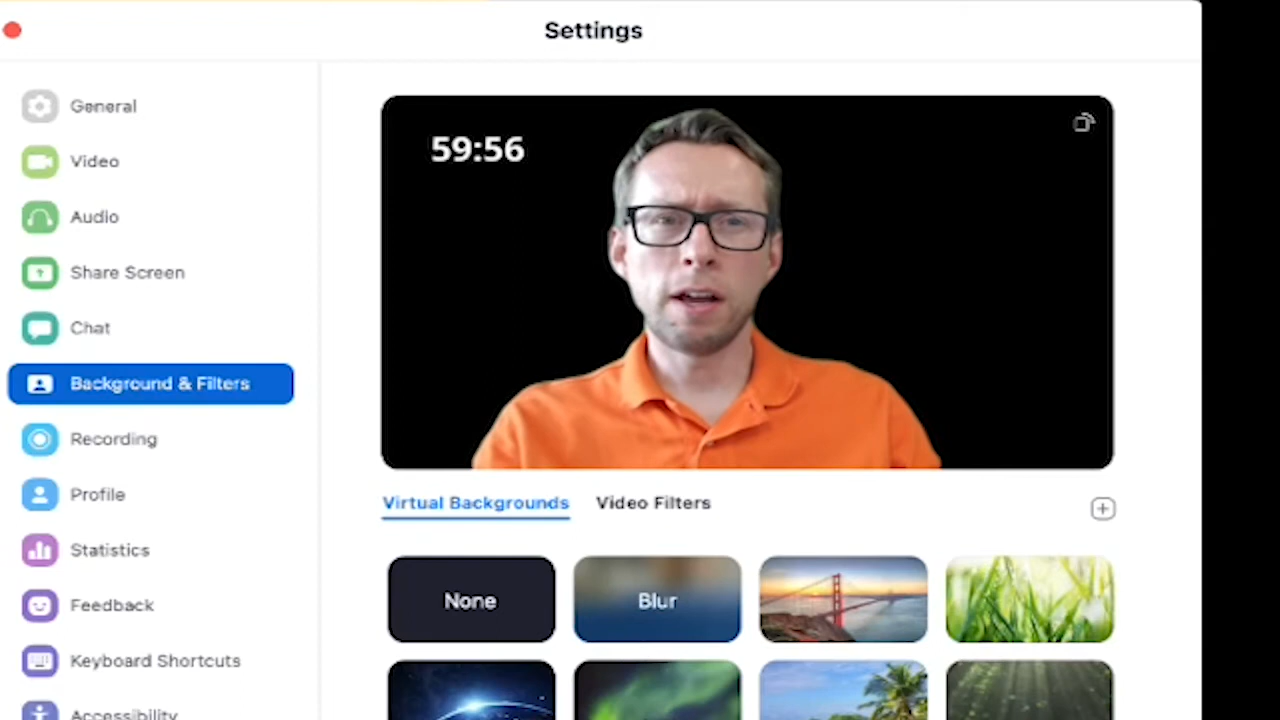 Settings
General
Video
Audio
Share Screen
Chat
Background & Filters
Recording
Profile
Statistics
Feedback
Keyboard Shortcuts
Accessibility
59:56
Virtual Backgrounds Video Filters
None
Blur